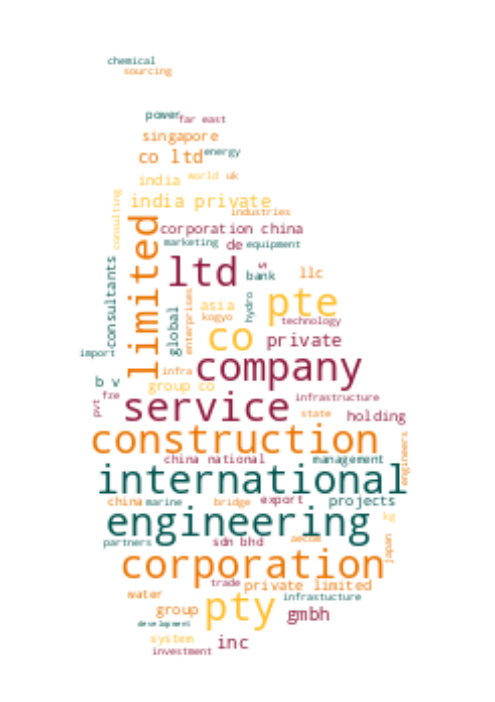 chemical
sourcing
power far east
singapore
co ltd energy
world uk
india
india private
consulting
industries
limited
corporation china
marketing de equipment
ltd
bank llc
consultants
pte
asia
hydro
enterprises
global
kogyo technology
co
private
import
company
infra
b v
group co
fze infrastructure
pvt
service
state holding
construction
engineers
china national management
international
china marine bridge export projects
kg
engineering
partners sdn bhd aecom
japan
corporation
trade private limited
water infrastucture
group pty gmbh
development
system inc
investment